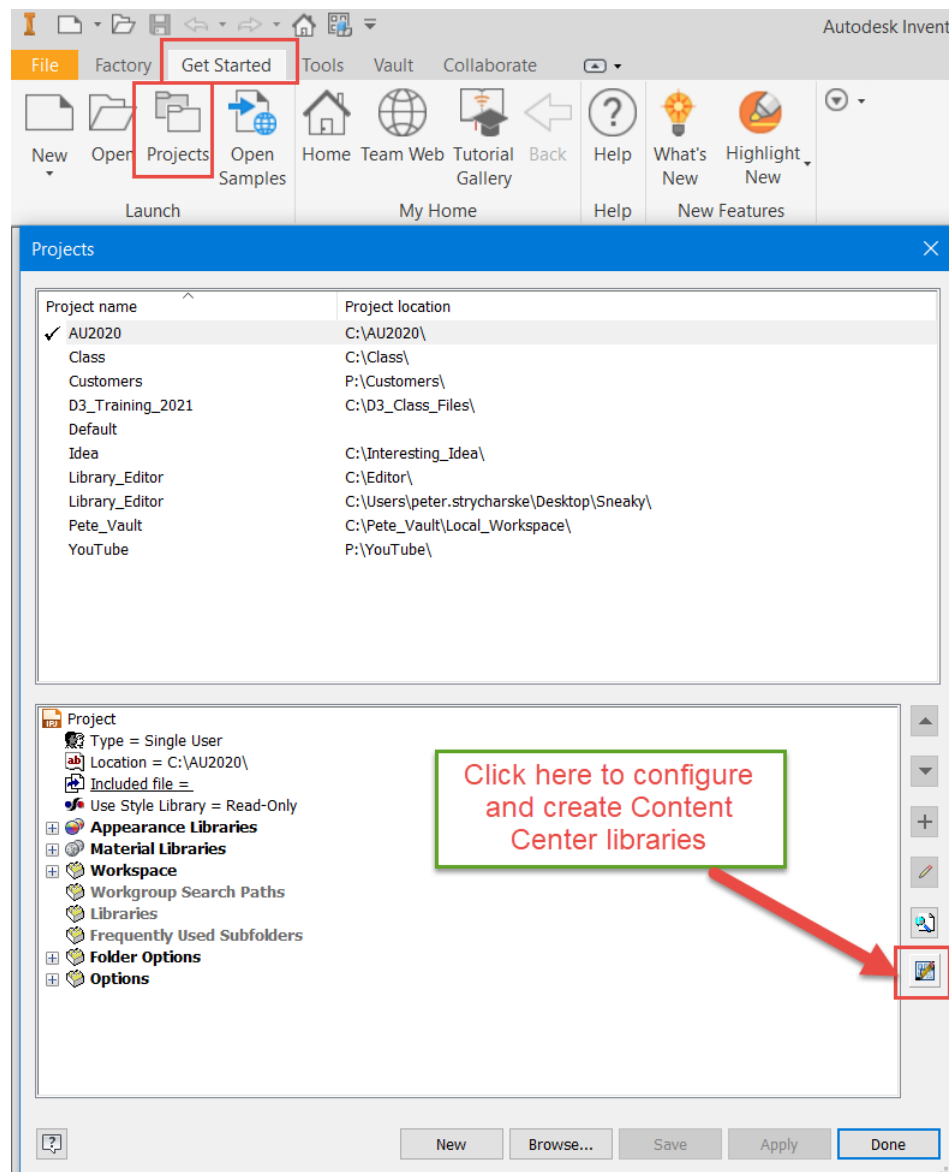 Autodesk Invent
File Factory Get Started Tools Vault Collaborate
New Open Projects Open Samples Home Team Web Tutorial Gallery Back Help What's New Highlight New
Launch My Home Help New Features
Projects
Project name Project location
AU2020 C:\AU2020\
Class C:\Class\
Customers P:\Customers\
D3_Training_2021 C:\D3_Class_Files\
Default
Idea C:\Interesting_Idea\
Library_Editor C:\Editor\
Library_Editor C:\Users\peter.strycharske\Desktop\Sneaky\
Pete_Vault C:\Pete_Vault\Local_Workspace\
YouTube P:\YouTube\
Project
Type = Single User
Location = C:\AU2020\
Included file =
Use Style Library = Read-Only
Appearance Libraries
Material Libraries
Workspace
Workgroup Search Paths
Libraries
Frequently Used Subfolders
Folder Options
Options
Click here to configure
and create Content
Center libraries
New Browse... Save Apply Done